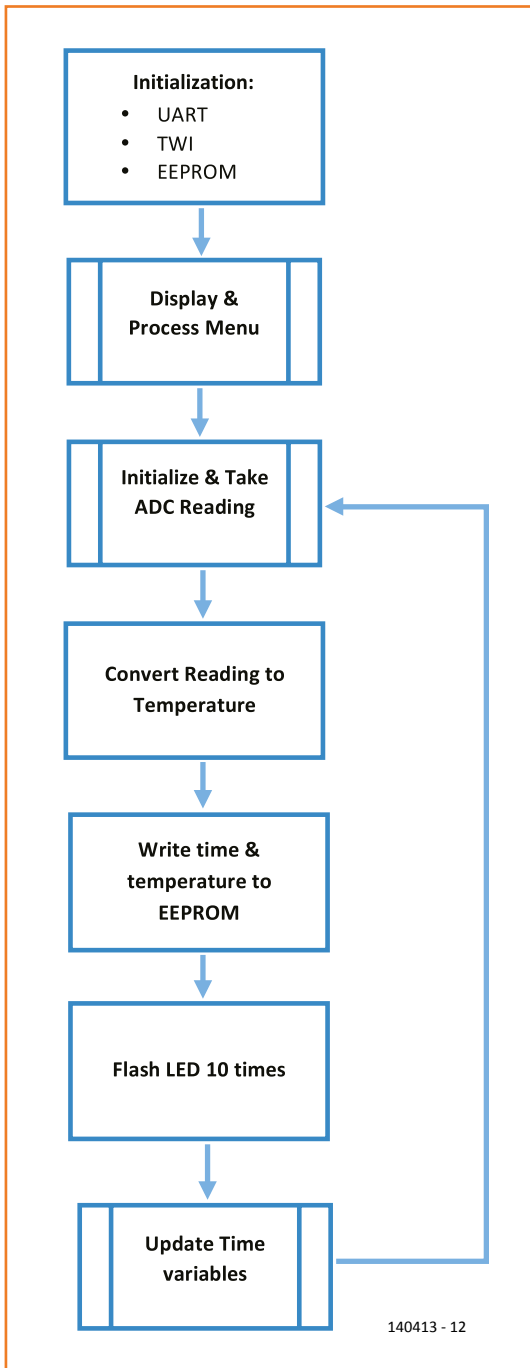 Initialization:
• UART
• TWI
• EEPROM
Display &
Process Menu
Initialize & Take
ADC Reading
Convert Reading to
Temperature
Write time &
temperature to
EEPROM
Flash LED 10 times
Update Time
variables
140413 - 12